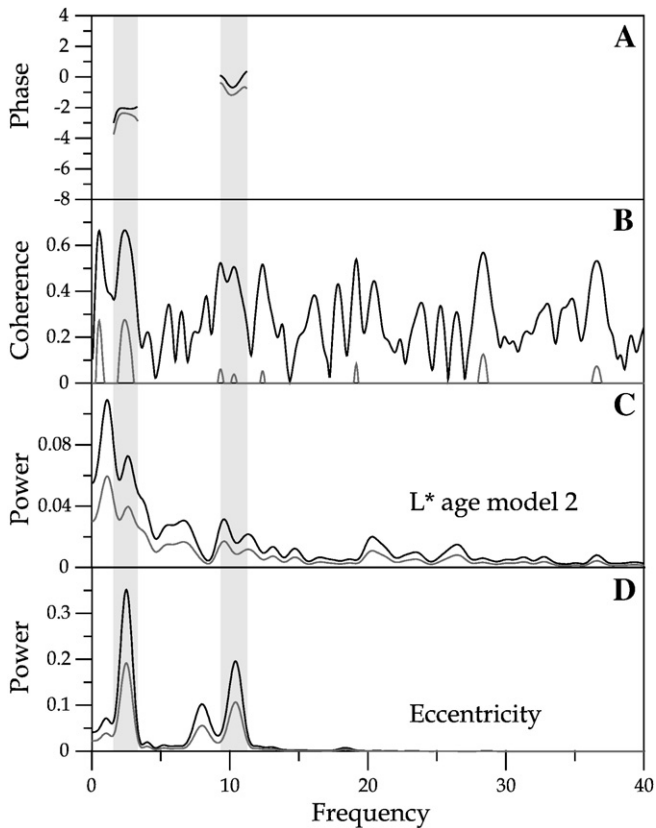 A
Phase
4
2
0
-2
-4
-6
-8
B
Coherence
0.6
0.4
0.2
0
C
Power
0.08
0.04
0
L* age model 2
D
Power
0.3
0.2
0.1
0
Eccentricity
0 10 20 30 40
Frequency